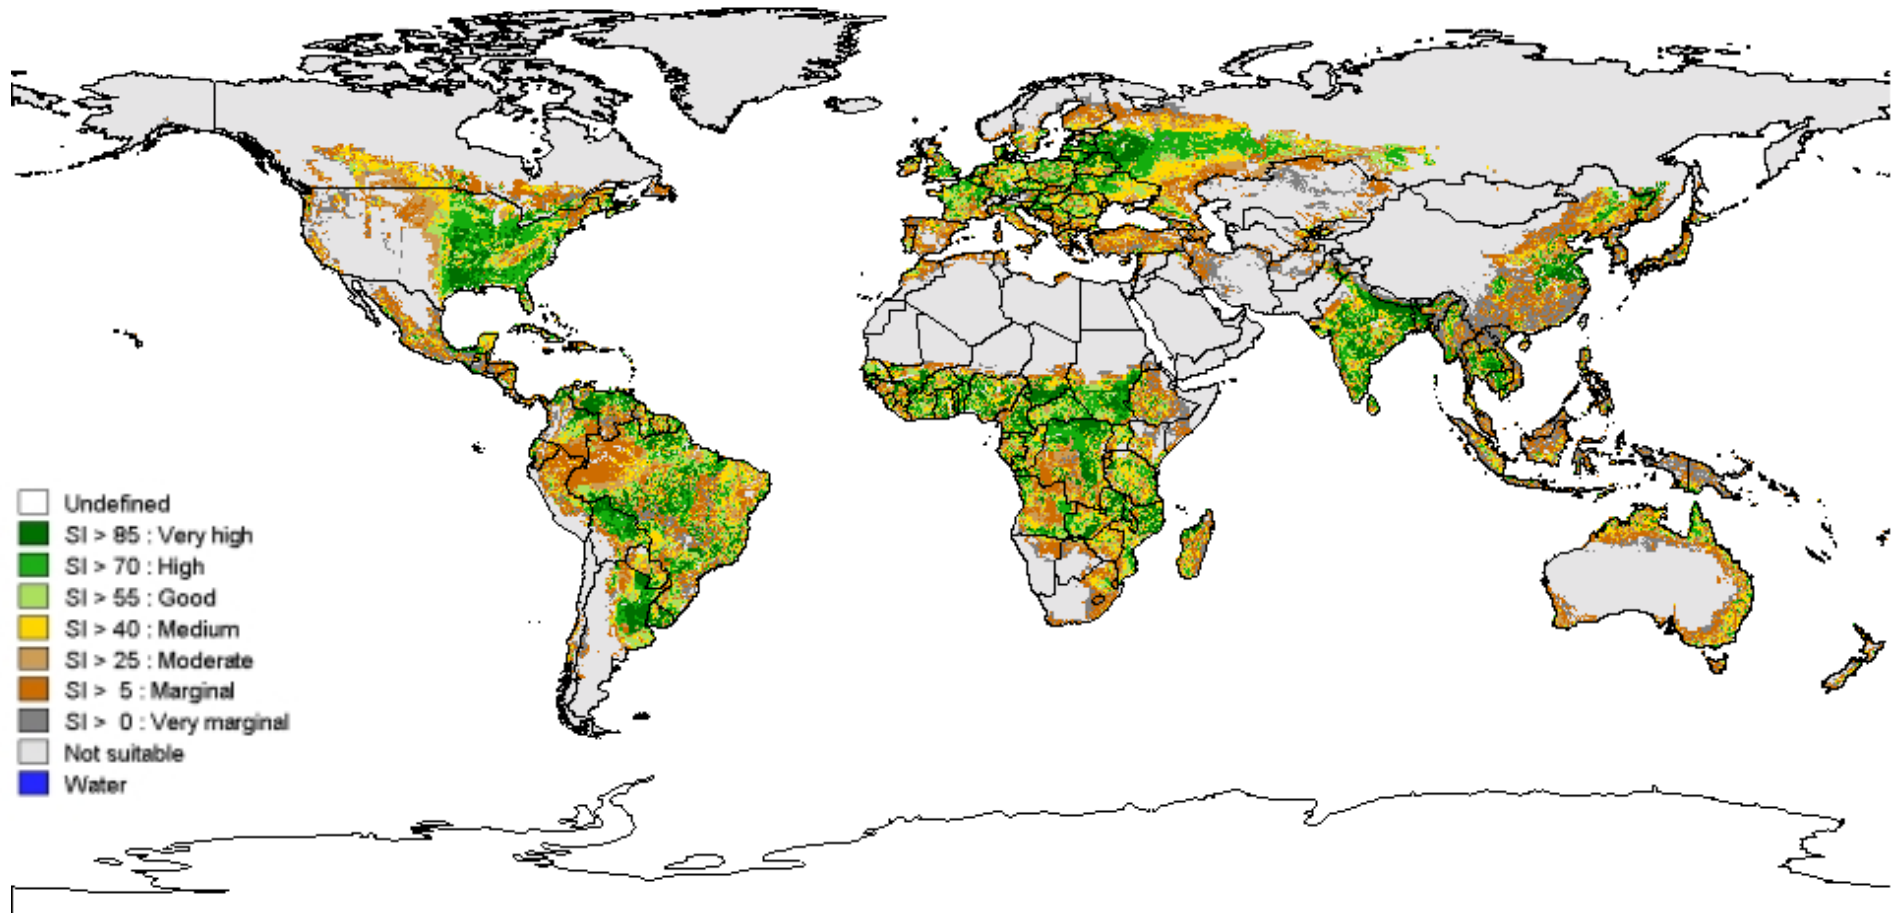 Undefined
SI > 85 : Very high
SI > 70 : High
SI > 55 : Good
SI > 40 : Medium
SI > 25 : Moderate
SI > 5 : Marginal
SI > 0 : Very marginal
Not suitable
Water